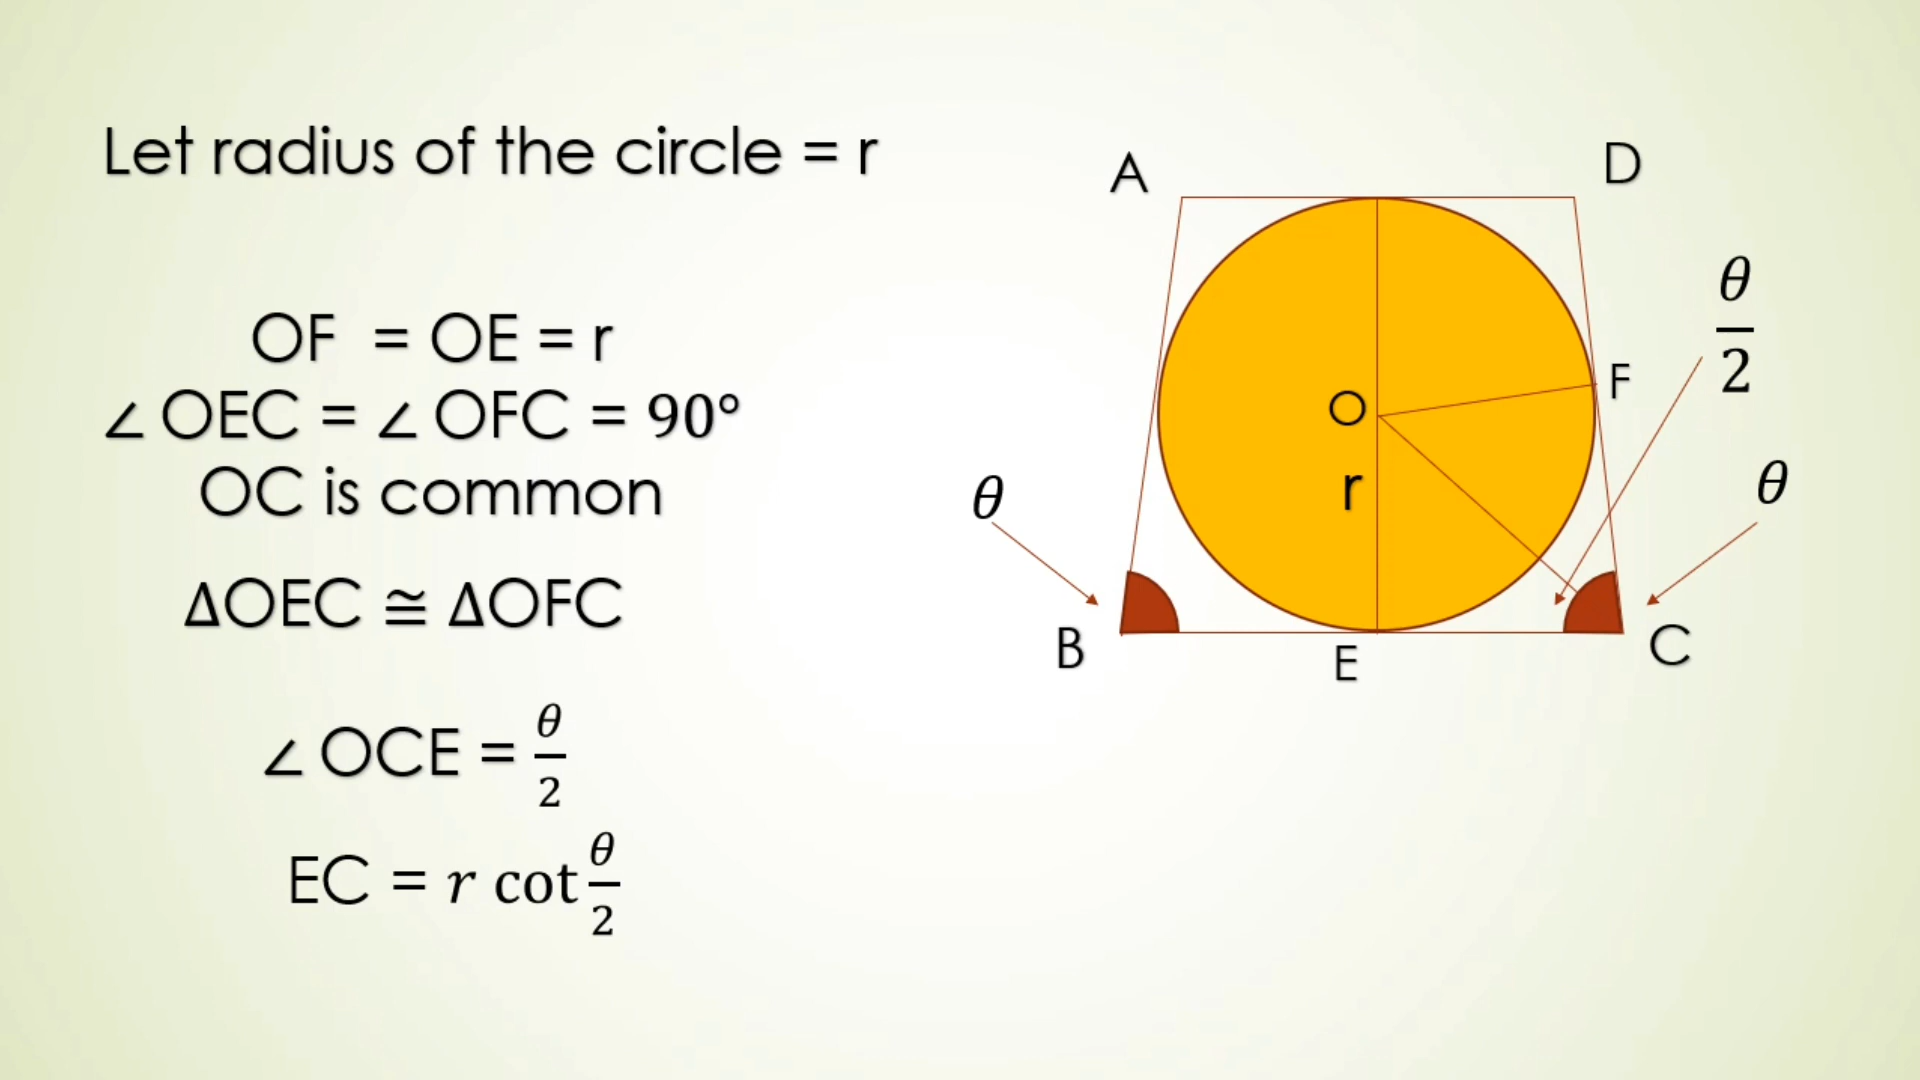 Let radius of the circle = r
OF = OE = r
∠ OEC = ∠ OFC = 90°
OC is common
ΔOEC ≅ ΔOFC
∠ OCE = θ/2
EC = r cot θ/2
A
D
θ/2
F
O
r
θ
θ
B
E
C